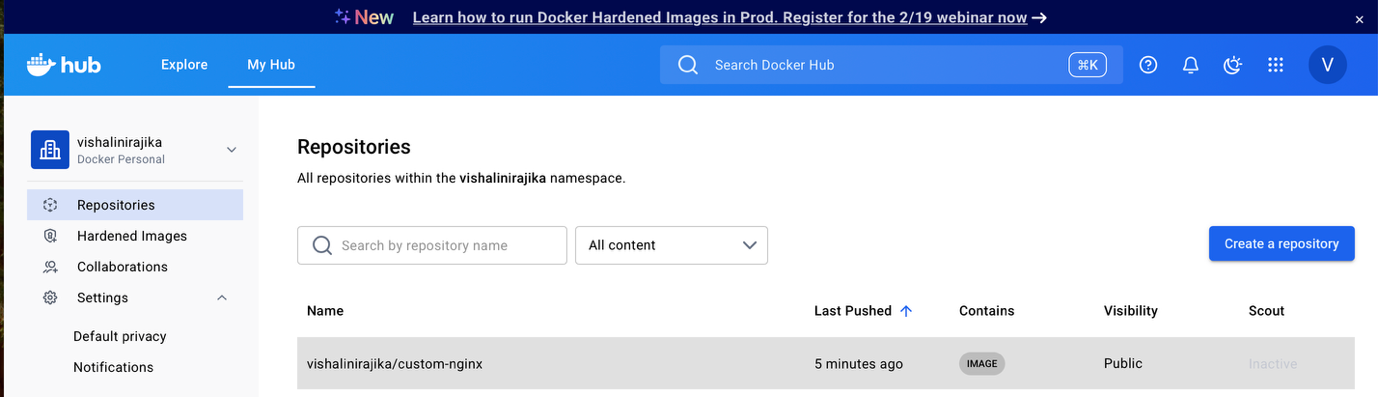 New Learn how to run Docker Hardened Images in Prod. Register for the 2/19 webinar now → ×
hub Explore My Hub Search Docker Hub ⌘K V
vishalinirajika
Docker Personal
Repositories
Hardened Images
Collaborations
Settings
Default privacy
Notifications
Repositories
All repositories within the vishalinirajika namespace.
Search by repository name All content Create a repository
Name Last Pushed ↑ Contains Visibility Scout
vishalinirajika/custom-nginx 5 minutes ago IMAGE Public Inactive